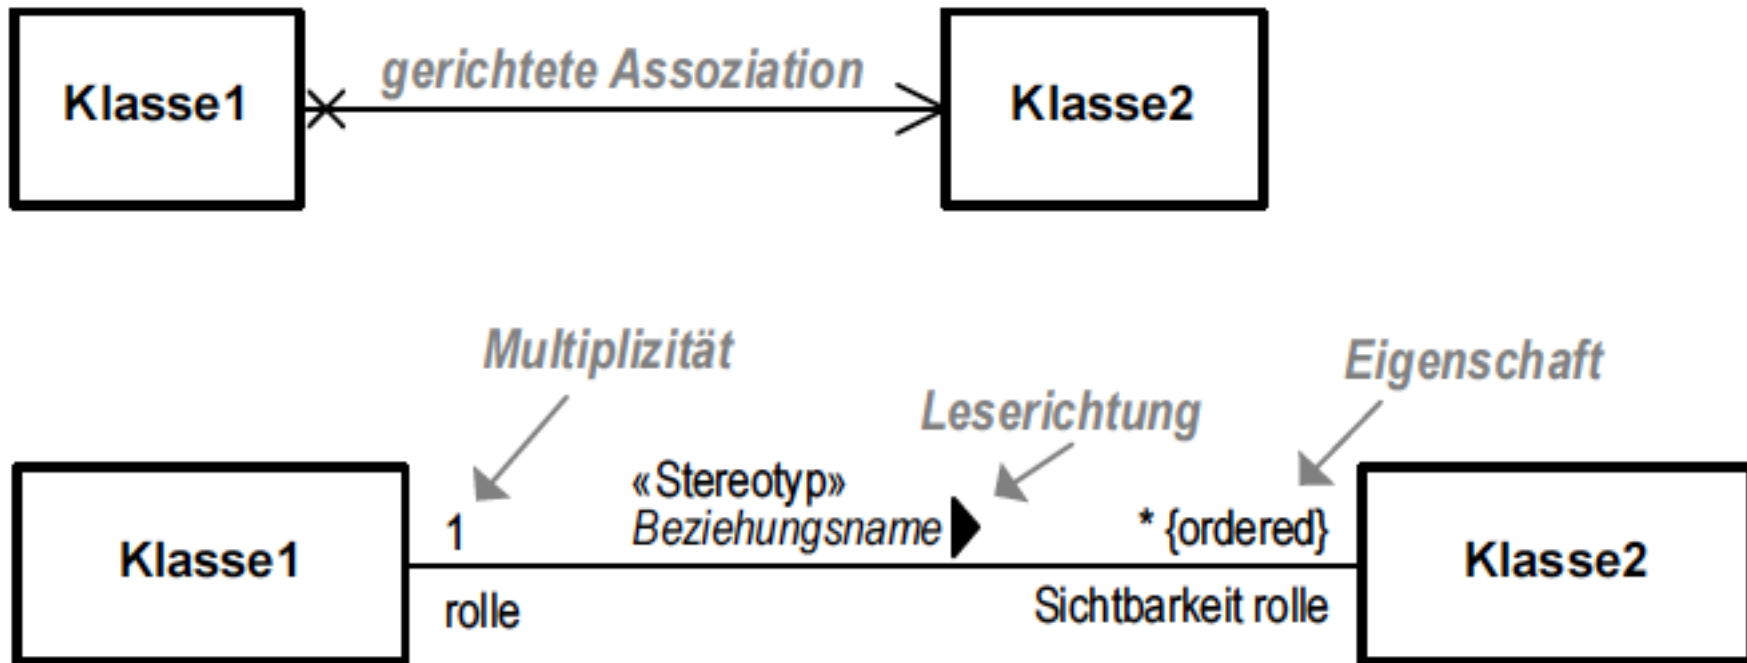 gerichtete Assoziation
Klasse1
Klasse2
Multiplizität
Eigenschaft
Leserichtung
«Stereotyp»
1
Beziehungsname
* {ordered}
Klasse1
Klasse2
rolle
Sichtbarkeit rolle